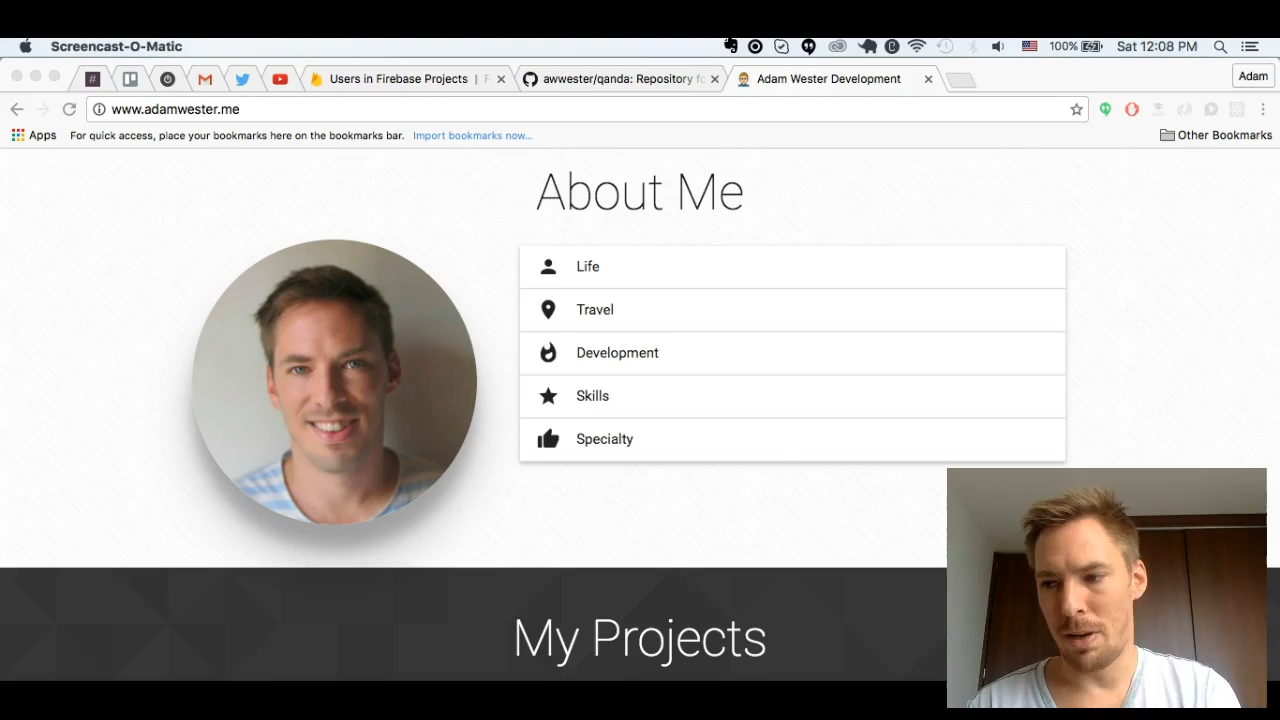 Screencast-O-Matic
100%
Sat 12:08 PM
Users in Firebase Projects
awwester/qanda: Repository fo
Adam Wester Development
Adam
www.adamwester.me
Apps
For quick access, place your bookmarks here on the bookmarks bar.
Import bookmarks now...
Other Bookmarks
About Me
Life
Travel
Development
Skills
Specialty
My Projects